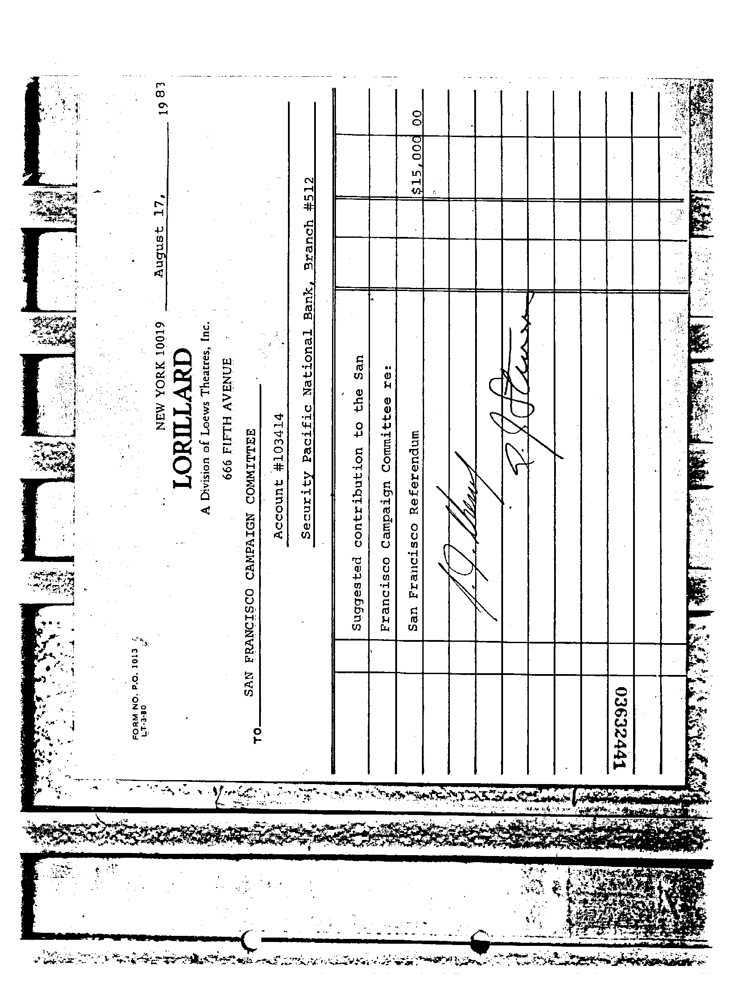 FORM NO. P.O. 1013
LT-3-80
NEW YORK 10019 August 17, 1983
LORILLARD
A Division of Loews Theatres, Inc.
666 FIFTH AVENUE
TO SAN FRANCISCO CAMPAIGN COMMITTEE
Account #103414
Security Pacific National Bank, Branch #512
Suggested contribution to the San
Francisco Campaign Committee re:
San Francisco Referendum $15,000 00
03632441